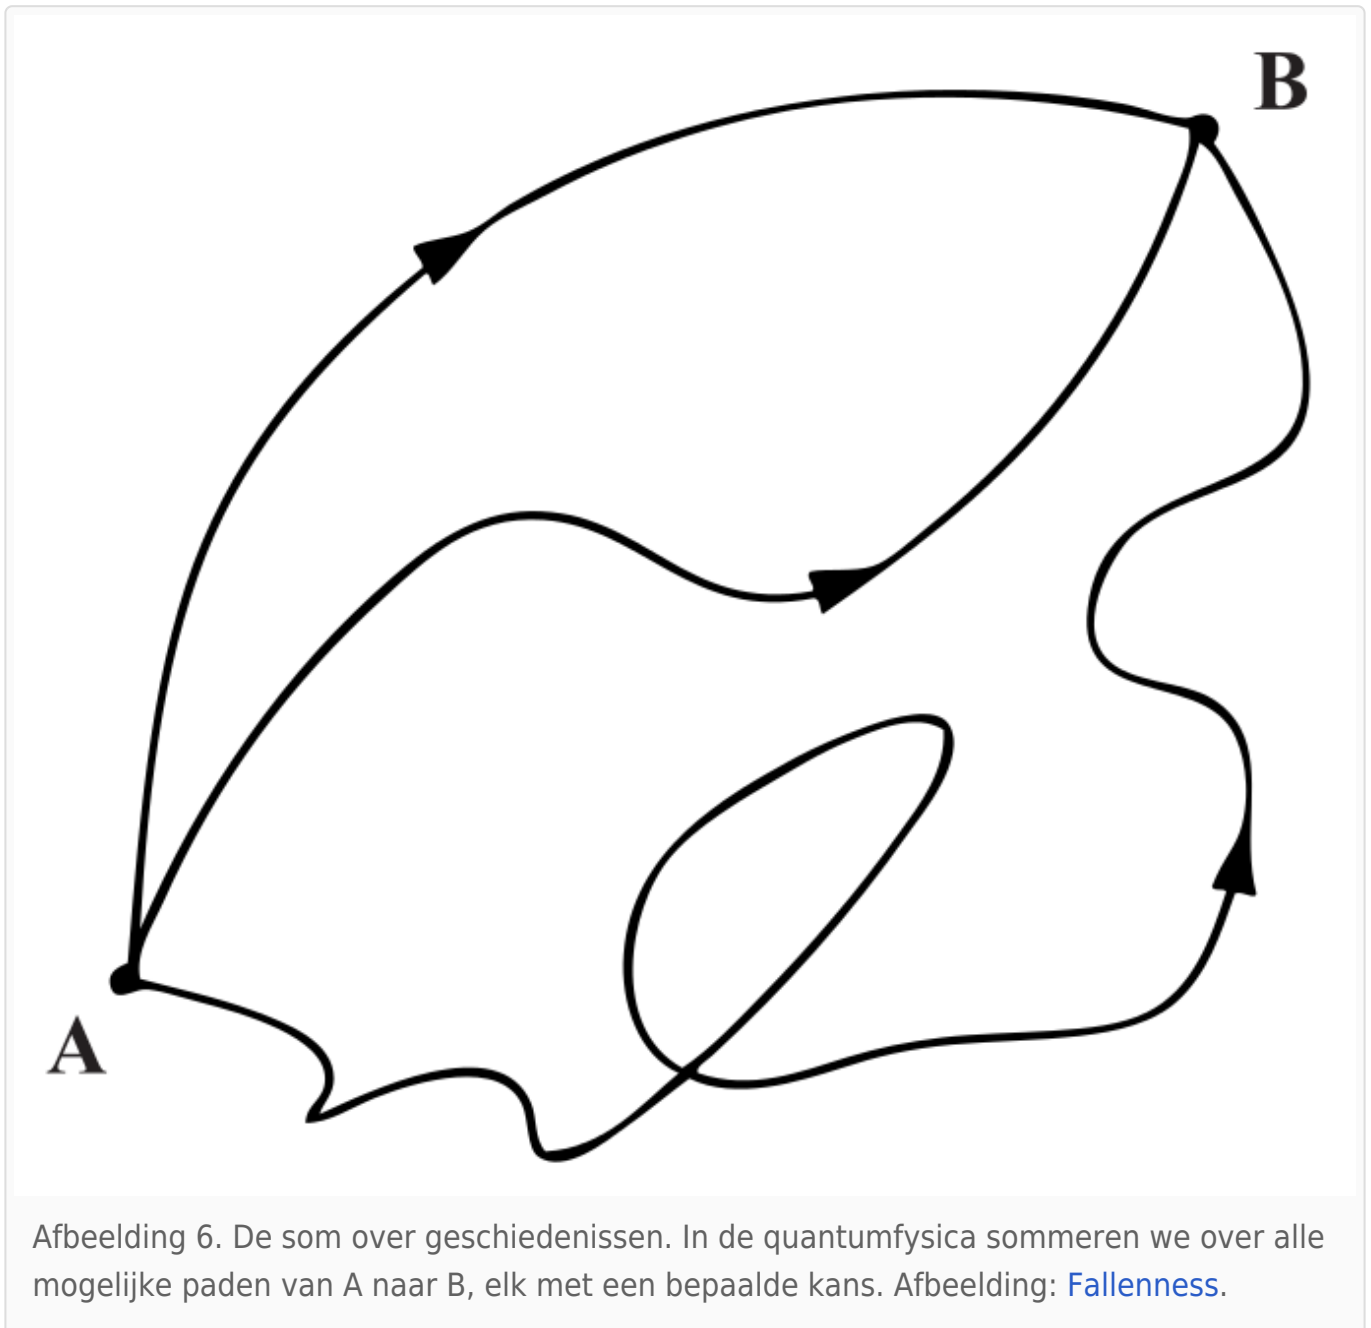 B
A
Afbeelding 6. De som over geschiedenissen. In de quantumfysica sommeren we over alle
mogelijke paden van A naar B, elk met een bepaalde kans. Afbeelding: Fallenness.